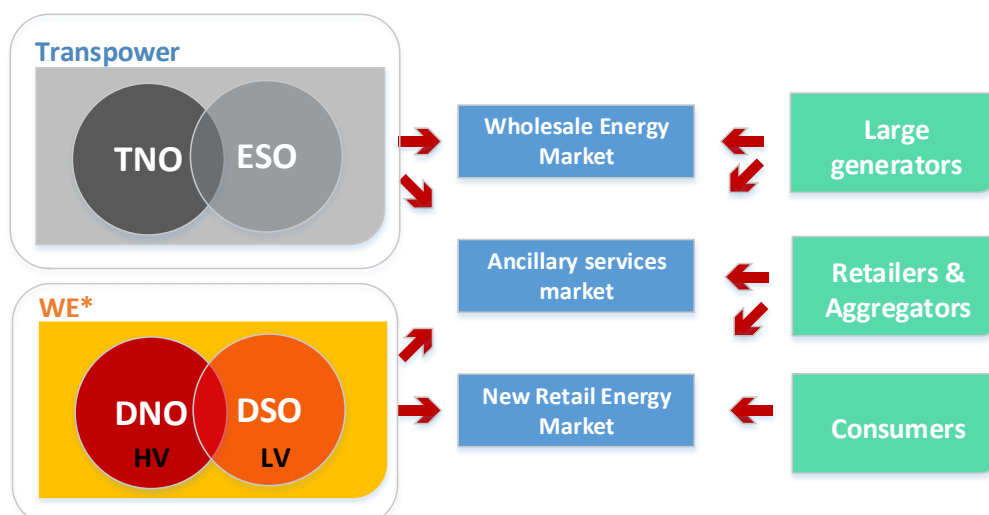 Transpower
TNO
ESO
WE*
DNO
HV
DSO
LV
Wholesale Energy
Market
Ancillary services
market
New Retail Energy
Market
Large
generators
Retailers &
Aggregators
Consumers